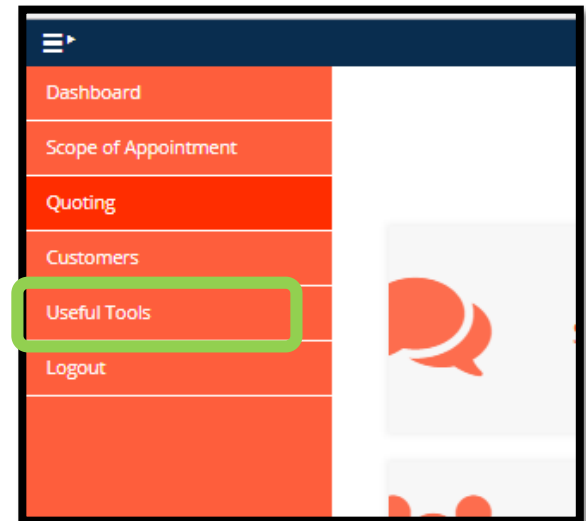 Dashboard
Scope of Appointment
Quoting
Customers
Useful Tools
Logout